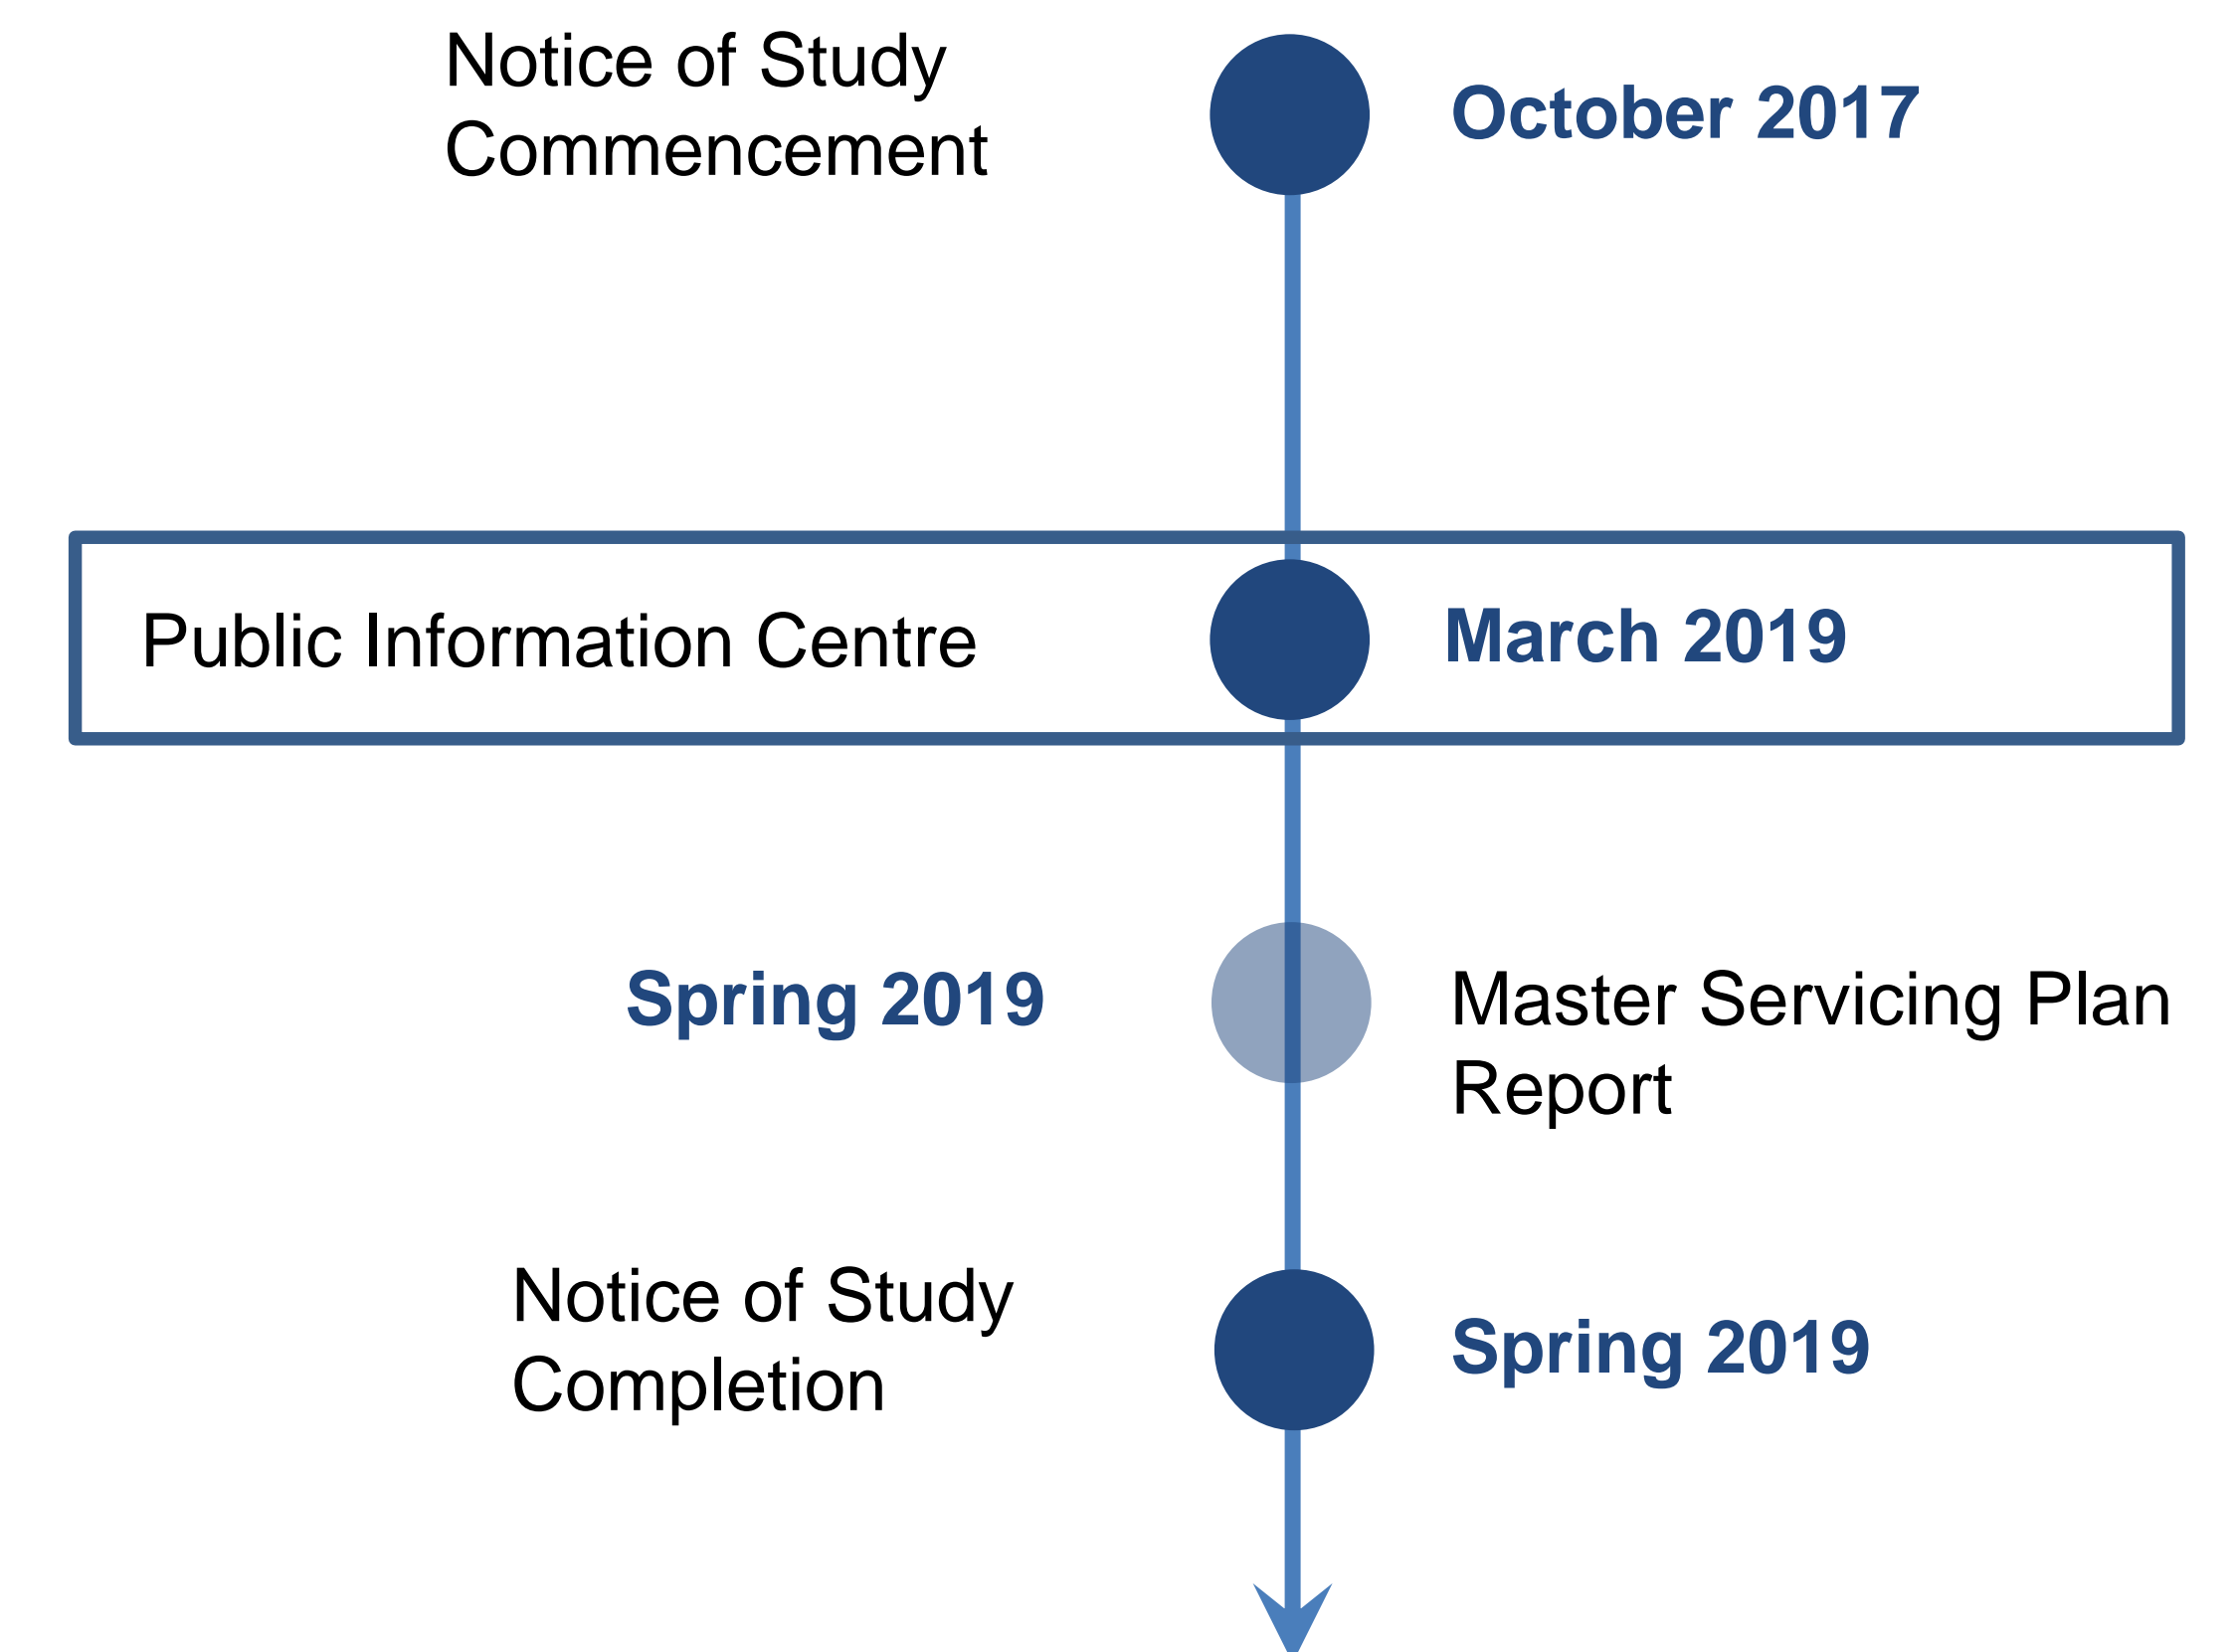 Notice of Study
Commencement
October 2017
Public Information Centre
March 2019
Spring 2019
Master Servicing Plan
Report
Notice of Study
Completion
Spring 2019